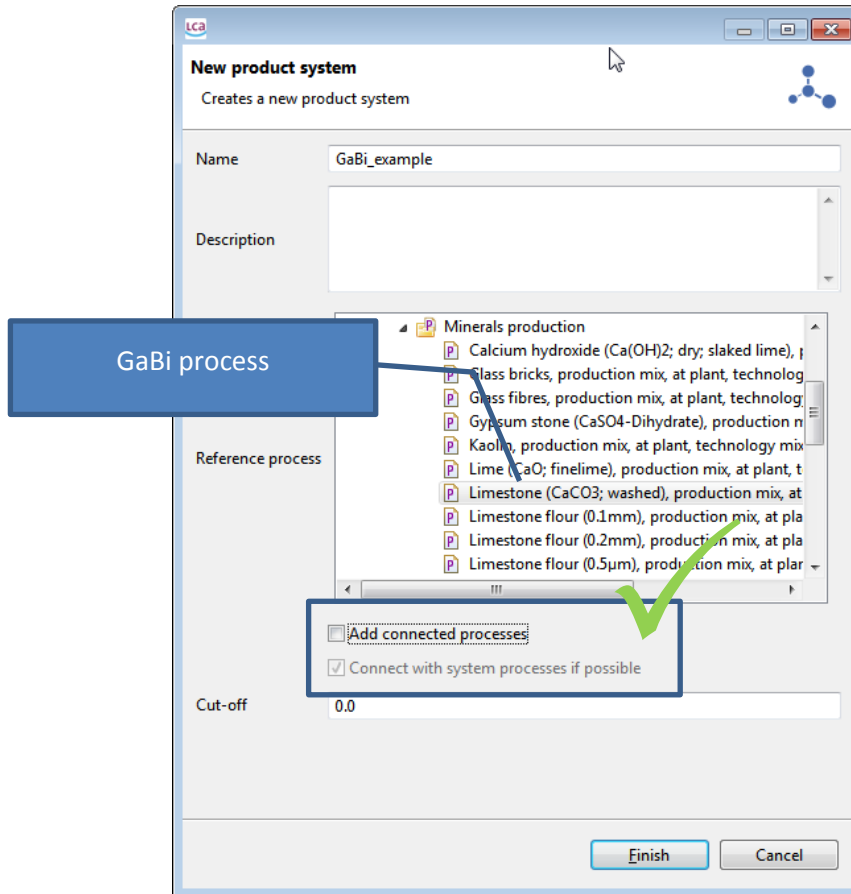 LCA
New product system
Creates a new product system
Name
GaBi_example
Description
Minerals production
GaBi process
Calcium hydroxide (Ca(OH)2; dry; slaked lime), p
Glass bricks, production mix, at plant, technolog
Glass fibres, production mix, at plant, technology
Gypsum stone (CaSO4-Dihydrate), production m
Kaolin, production mix, at plant, technology mix
Reference process
Lime (CaO; finelime), production mix, at plant, t
Limestone (CaCO3; washed), production mix, at
Limestone flour (0.1mm), production mix, at pla
Limestone flour (0.2mm), production mix, at pla
Limestone flour (0.5µm), production mix, at plan
Add connected processes
Connect with system processes if possible
Cut-off
0.0
Finish
Cancel